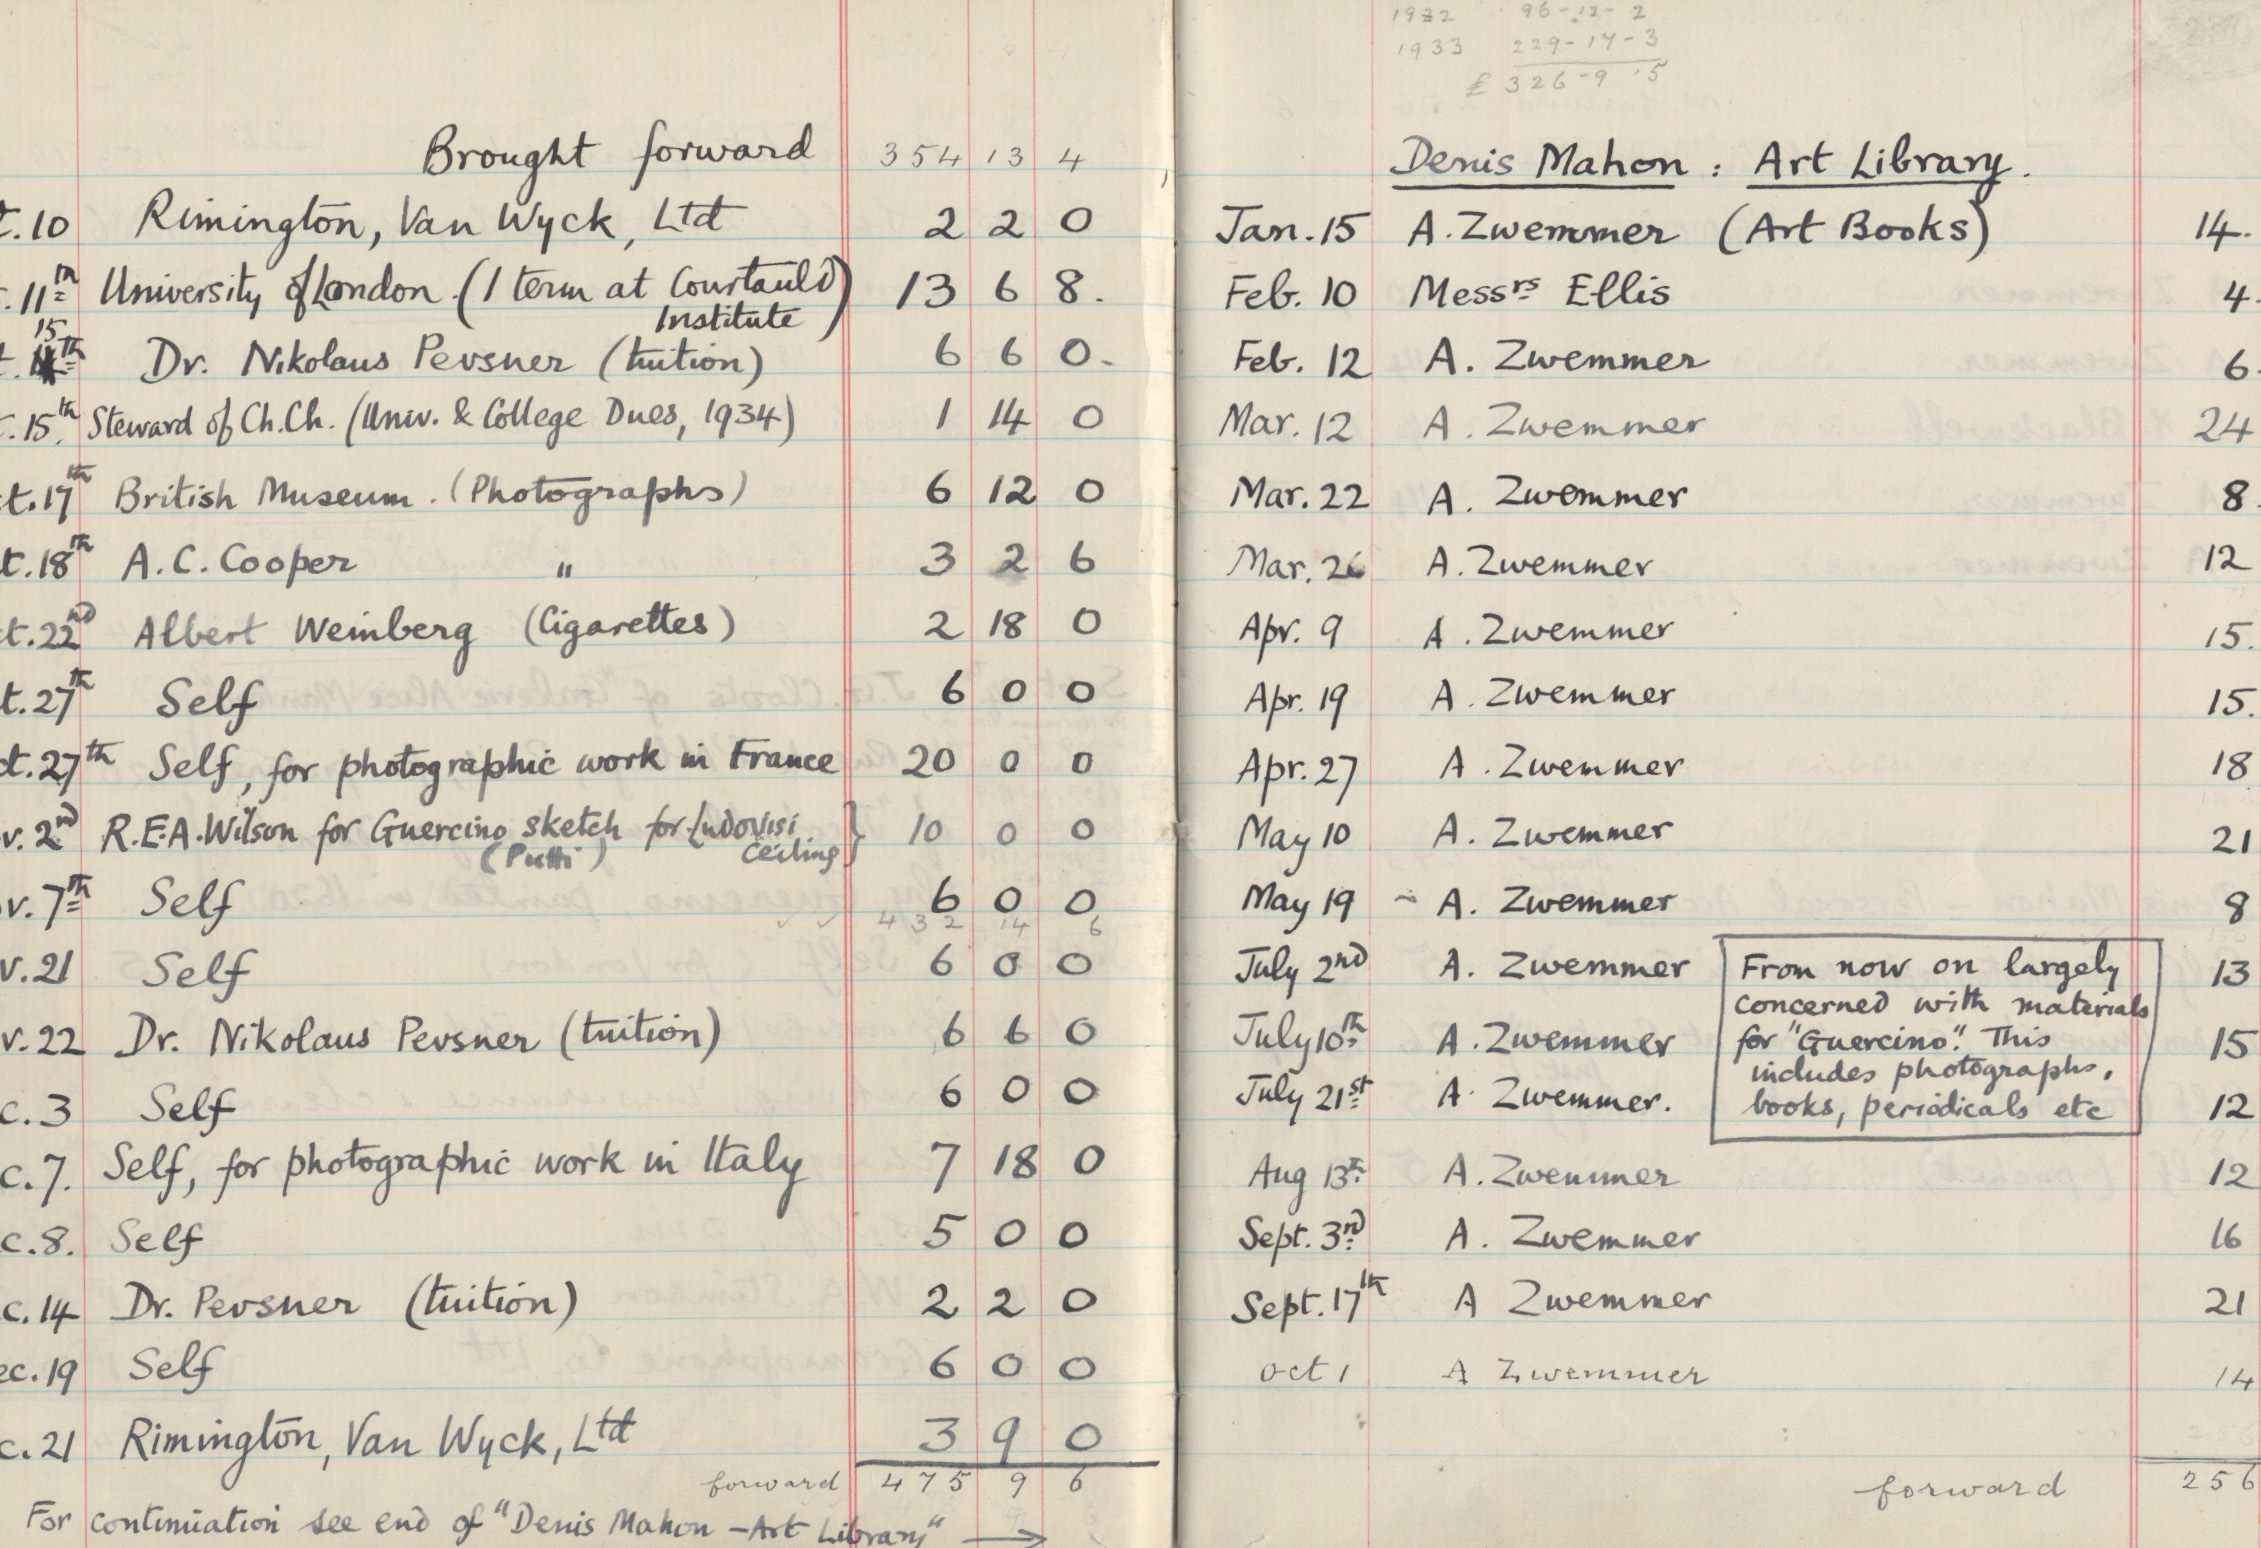 Brought forward 354 13 4
t.10 Rimington, Van Wyck, Ltd 2 2 0
t.11th University of London (1 term at Courtauld Institute) 13 6 8.
t. 15th Dr. Nikolaus Pevsner (tuition) 6 6 0-
t.15th Steward of Ch.Ch. (Univ. & College Dues, 1934) 1 14 0
t.17th British Museum. (Photographs) 6 12 0
t.18th A.C. Cooper " 3 2 6
t.22nd Albert Weinberg (Cigarettes) 2 18 0
t.27th Self 6 0 0
t.27th Self, for photographic work in France 20 0 0
v. 2nd R.E.A. Wilson for Guercino sketch for Ludovisi Ceiling (Putti) } 10 0 0
v. 7th Self 6 0 0
432 14 6
v.21 Self 6 0 0
v.22 Dr. Nikolaus Pevsner (tuition) 6 6 0
c.3 Self 6 0 0
c.7. Self, for photographic work in Italy 7 18 0
c.8. Self 5 0 0
c.14 Dr. Pevsner (tuition) 2 2 0
ec.19 Self 6 0 0
c.21 Rimington, Van Wyck, Ltd 3 9 0
forward 475 9 6
For continuation see end of "Denis Mahon - Art Library" →
1932 96-12-2
1933 229-17-3
£ 326-9-5
Denis Mahon : Art Library.
Jan. 15 A. Zwemmer (Art Books) 14.
Feb. 10 Messrs Ellis 4.
Feb. 12 A. Zwemmer 6.
Mar. 12 A. Zwemmer 24
Mar. 22 A. Zwemmer 8.
Mar. 26 A. Zwemmer 12
Apr. 9 A. Zwemmer 15.
Apr. 19 A. Zwemmer 15.
Apr. 27 A. Zwemmer 18
May 10 A. Zwemmer 21
May 19 - A. Zwemmer 8
July 2nd A. Zwemmer 13
July 10th A. Zwemmer 15
July 21st A. Zwemmer. 12
From now on largely
concerned with materials
for "Guercino". This
includes photographs,
books, periodicals etc
Aug 13th A. Zwemmer 12
Sept. 3rd A. Zwemmer 16
Sept. 17th A Zwemmer 21
Oct 1 A Zwemmer 14
forward 256